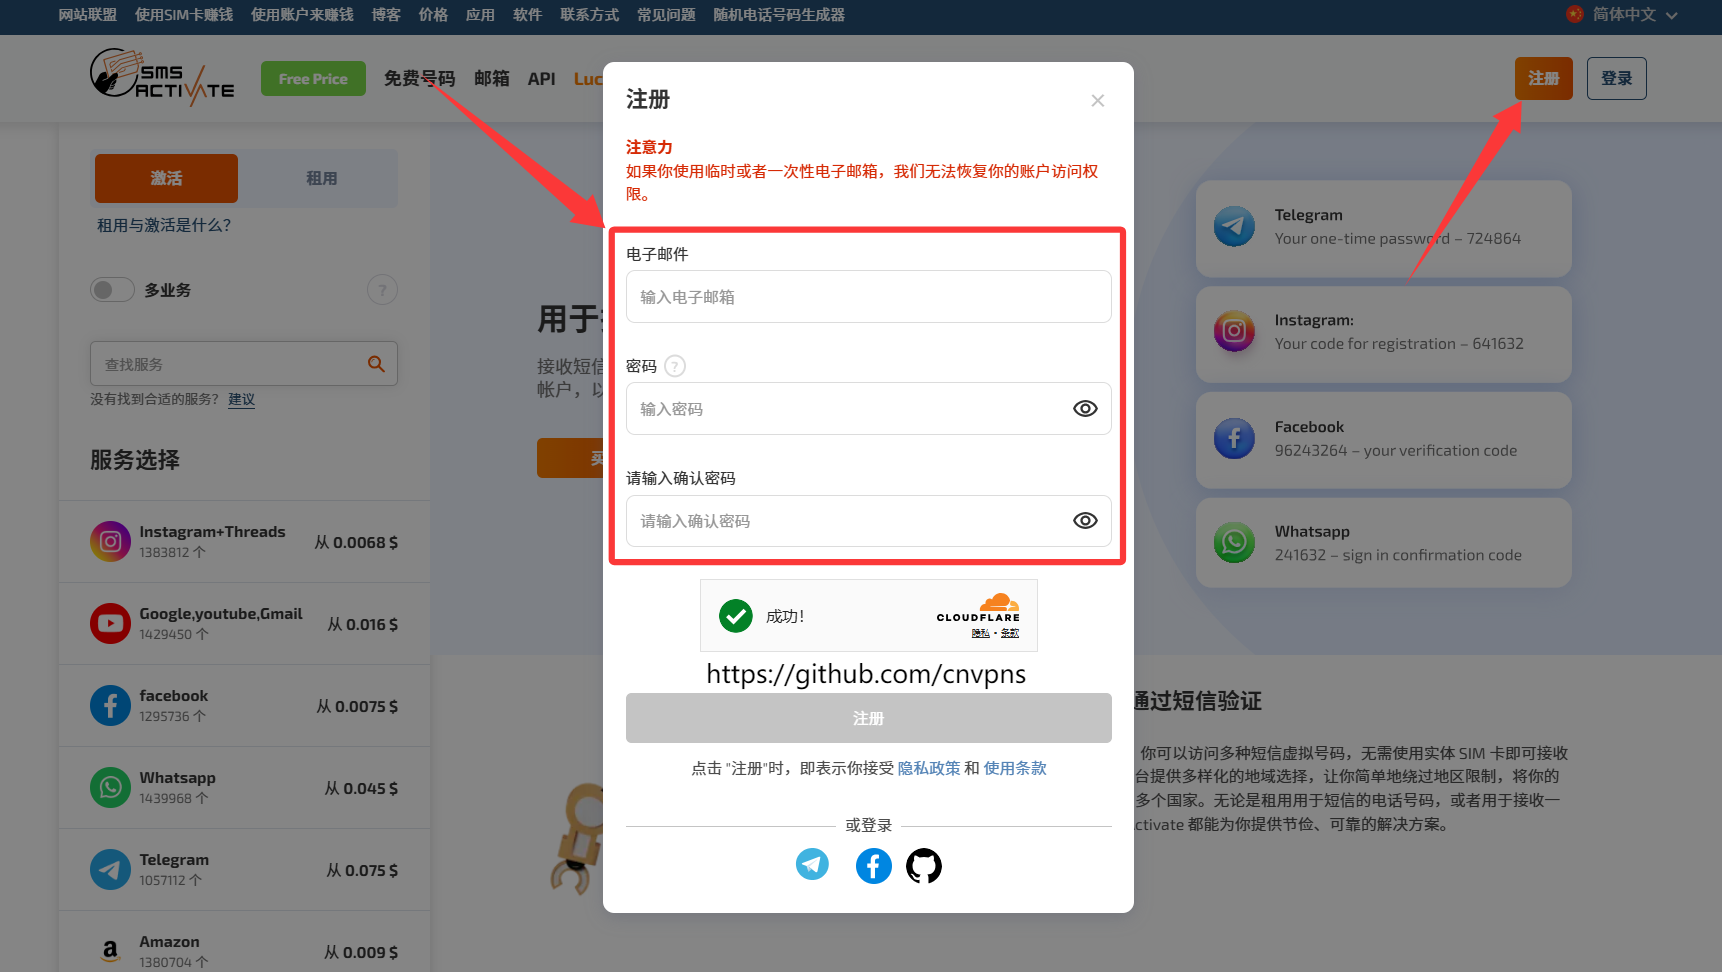 网站联盟 使用SIM卡赚钱 使用账户来赚钱 博客 价格 应用 软件 联系方式 常见问题 随机电话号码生成器 简体中文
SMS
ACTIVATE
Free Price 免费号码 邮箱 API Luc
注册 登录
激活 租用
租用与激活是什么？
多业务 ?
查找服务
没有找到合适的服务？ 建议
服务选择
Instagram+Threads
1383812 个
从 0.0068 $
Google,youtube,Gmail
1429450 个
从 0.016 $
facebook
1295736 个
从 0.0075 $
Whatsapp
1439968 个
从 0.045 $
Telegram
1057112 个
从 0.075 $
Amazon
1380704 个
从 0.009 $
用于
接收短信
帐户，以
买
注册
注意力
如果你使用临时或者一次性电子邮箱，我们无法恢复你的账户访问权
限。
电子邮件
输入电子邮箱
密码 ?
输入密码
请输入确认密码
请输入确认密码
成功！
CLOUDFLARE
隐私 • 条款
https://github.com/cnvpns
注册
点击 "注册"时，即表示你接受 隐私政策 和 使用条款
或登录
Telegram
Your one-time password – 724864
Instagram:
Your code for registration – 641632
Facebook
96243264 – your verification code
Whatsapp
241632 – sign in confirmation code
通过短信验证
你可以访问多种短信虚拟号码，无需使用实体 SIM 卡即可接收
台提供多样化的地域选择，让你简单地绕过地区限制，将你的
多个国家。无论是租用用于短信的电话号码，或者用于接收一
ctivate 都能为你提供节俭、可靠的解决方案。